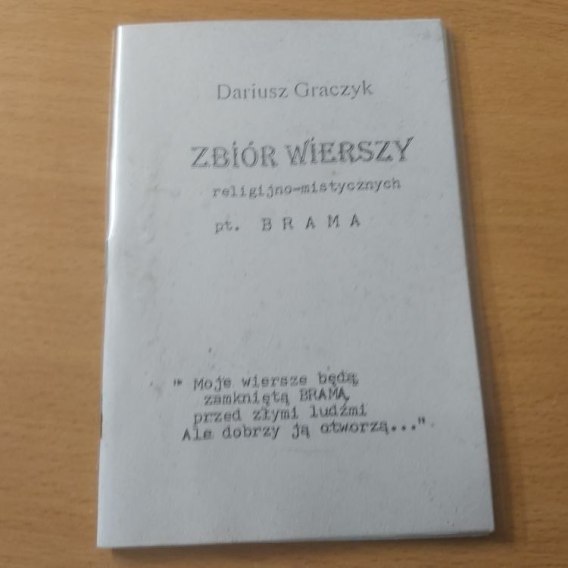 Dariusz Graczyk
ZBIÓR WIERSZY
religijno-mistycznych
pt. B R A M A
" Moje wiersze będą
zamkniętą BRAMĄ
przed złymi ludźmi
Ale dobrzy ją otworzą..."